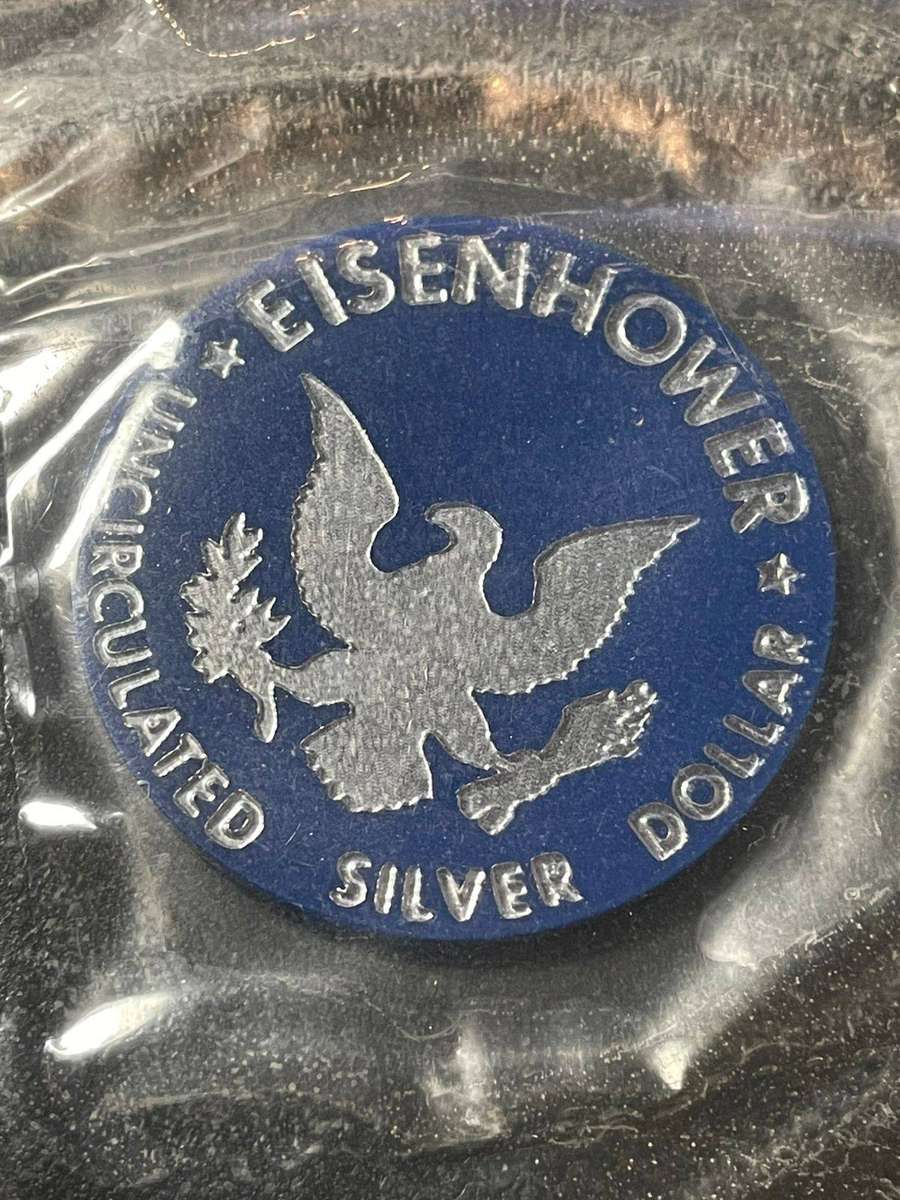 ★ EISENHOWER ★
UNCIRCULATED SILVER DOLLAR